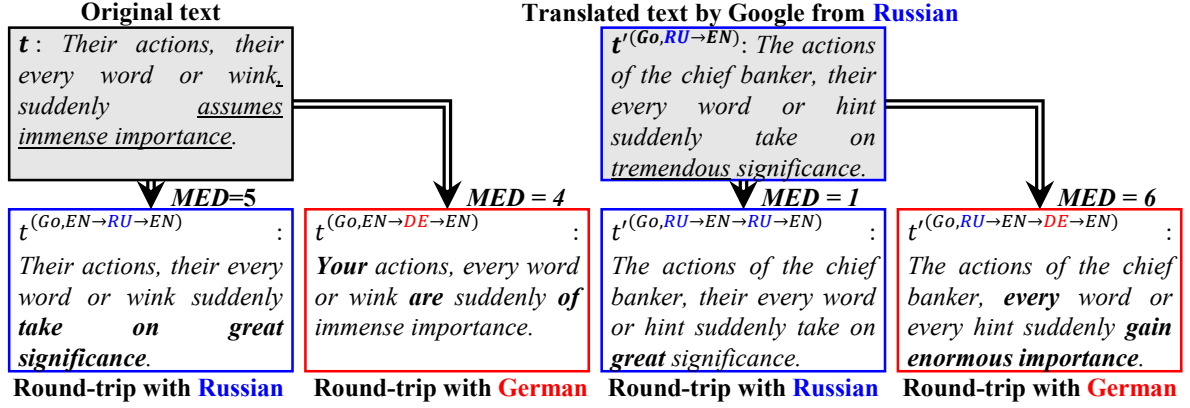 Original text
Translated text by Google from Russian
t : Their actions, their
every word or wink,
suddenly assumes
immense importance.
t′(Go,RU→EN): The actions
of the chief banker, their
every word or hint
suddenly take on
tremendous significance.
MED=5
MED = 4
MED = 1
MED = 6
t(Go,EN→RU→EN) :
Their actions, their every
word or wink suddenly
take on great
significance.
t(Go,EN→DE→EN) :
Your actions, every word
or wink are suddenly of
immense importance.
t′(Go,RU→EN→RU→EN) :
The actions of the chief
banker, their every word
or hint suddenly take on
great significance.
t′(Go,RU→EN→DE→EN) :
The actions of the chief
banker, every word or
every hint suddenly gain
enormous importance.
Round-trip with Russian
Round-trip with German
Round-trip with Russian
Round-trip with German